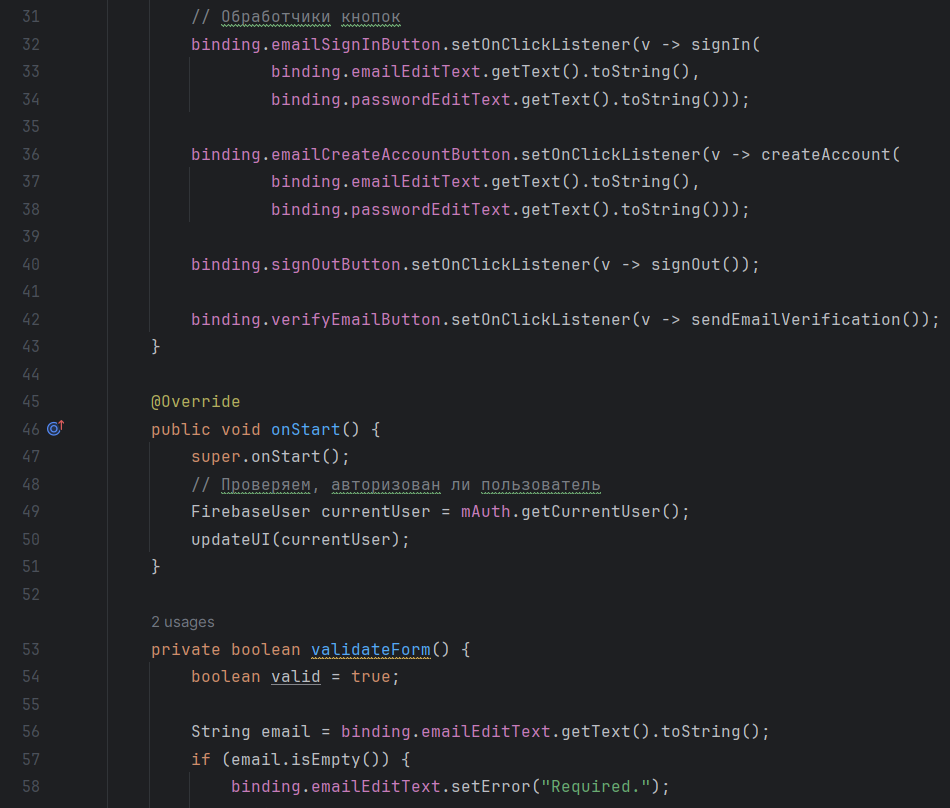 31 // Обработчики кнопок
32 binding.emailSignInButton.setOnClickListener(v -> signIn(
33 binding.emailEditText.getText().toString(),
34 binding.passwordEditText.getText().toString()));
35
36 binding.emailCreateAccountButton.setOnClickListener(v -> createAccount(
37 binding.emailEditText.getText().toString(),
38 binding.passwordEditText.getText().toString()));
39
40 binding.signOutButton.setOnClickListener(v -> signOut());
41
42 binding.verifyEmailButton.setOnClickListener(v -> sendEmailVerification());
43 }
44
45 @Override
46 public void onStart() {
47 super.onStart();
48 // Проверяем, авторизован ли пользователь
49 FirebaseUser currentUser = mAuth.getCurrentUser();
50 updateUI(currentUser);
51 }
52
2 usages
53 private boolean validateForm() {
54 boolean valid = true;
55
56 String email = binding.emailEditText.getText().toString();
57 if (email.isEmpty()) {
58 binding.emailEditText.setError("Required.");